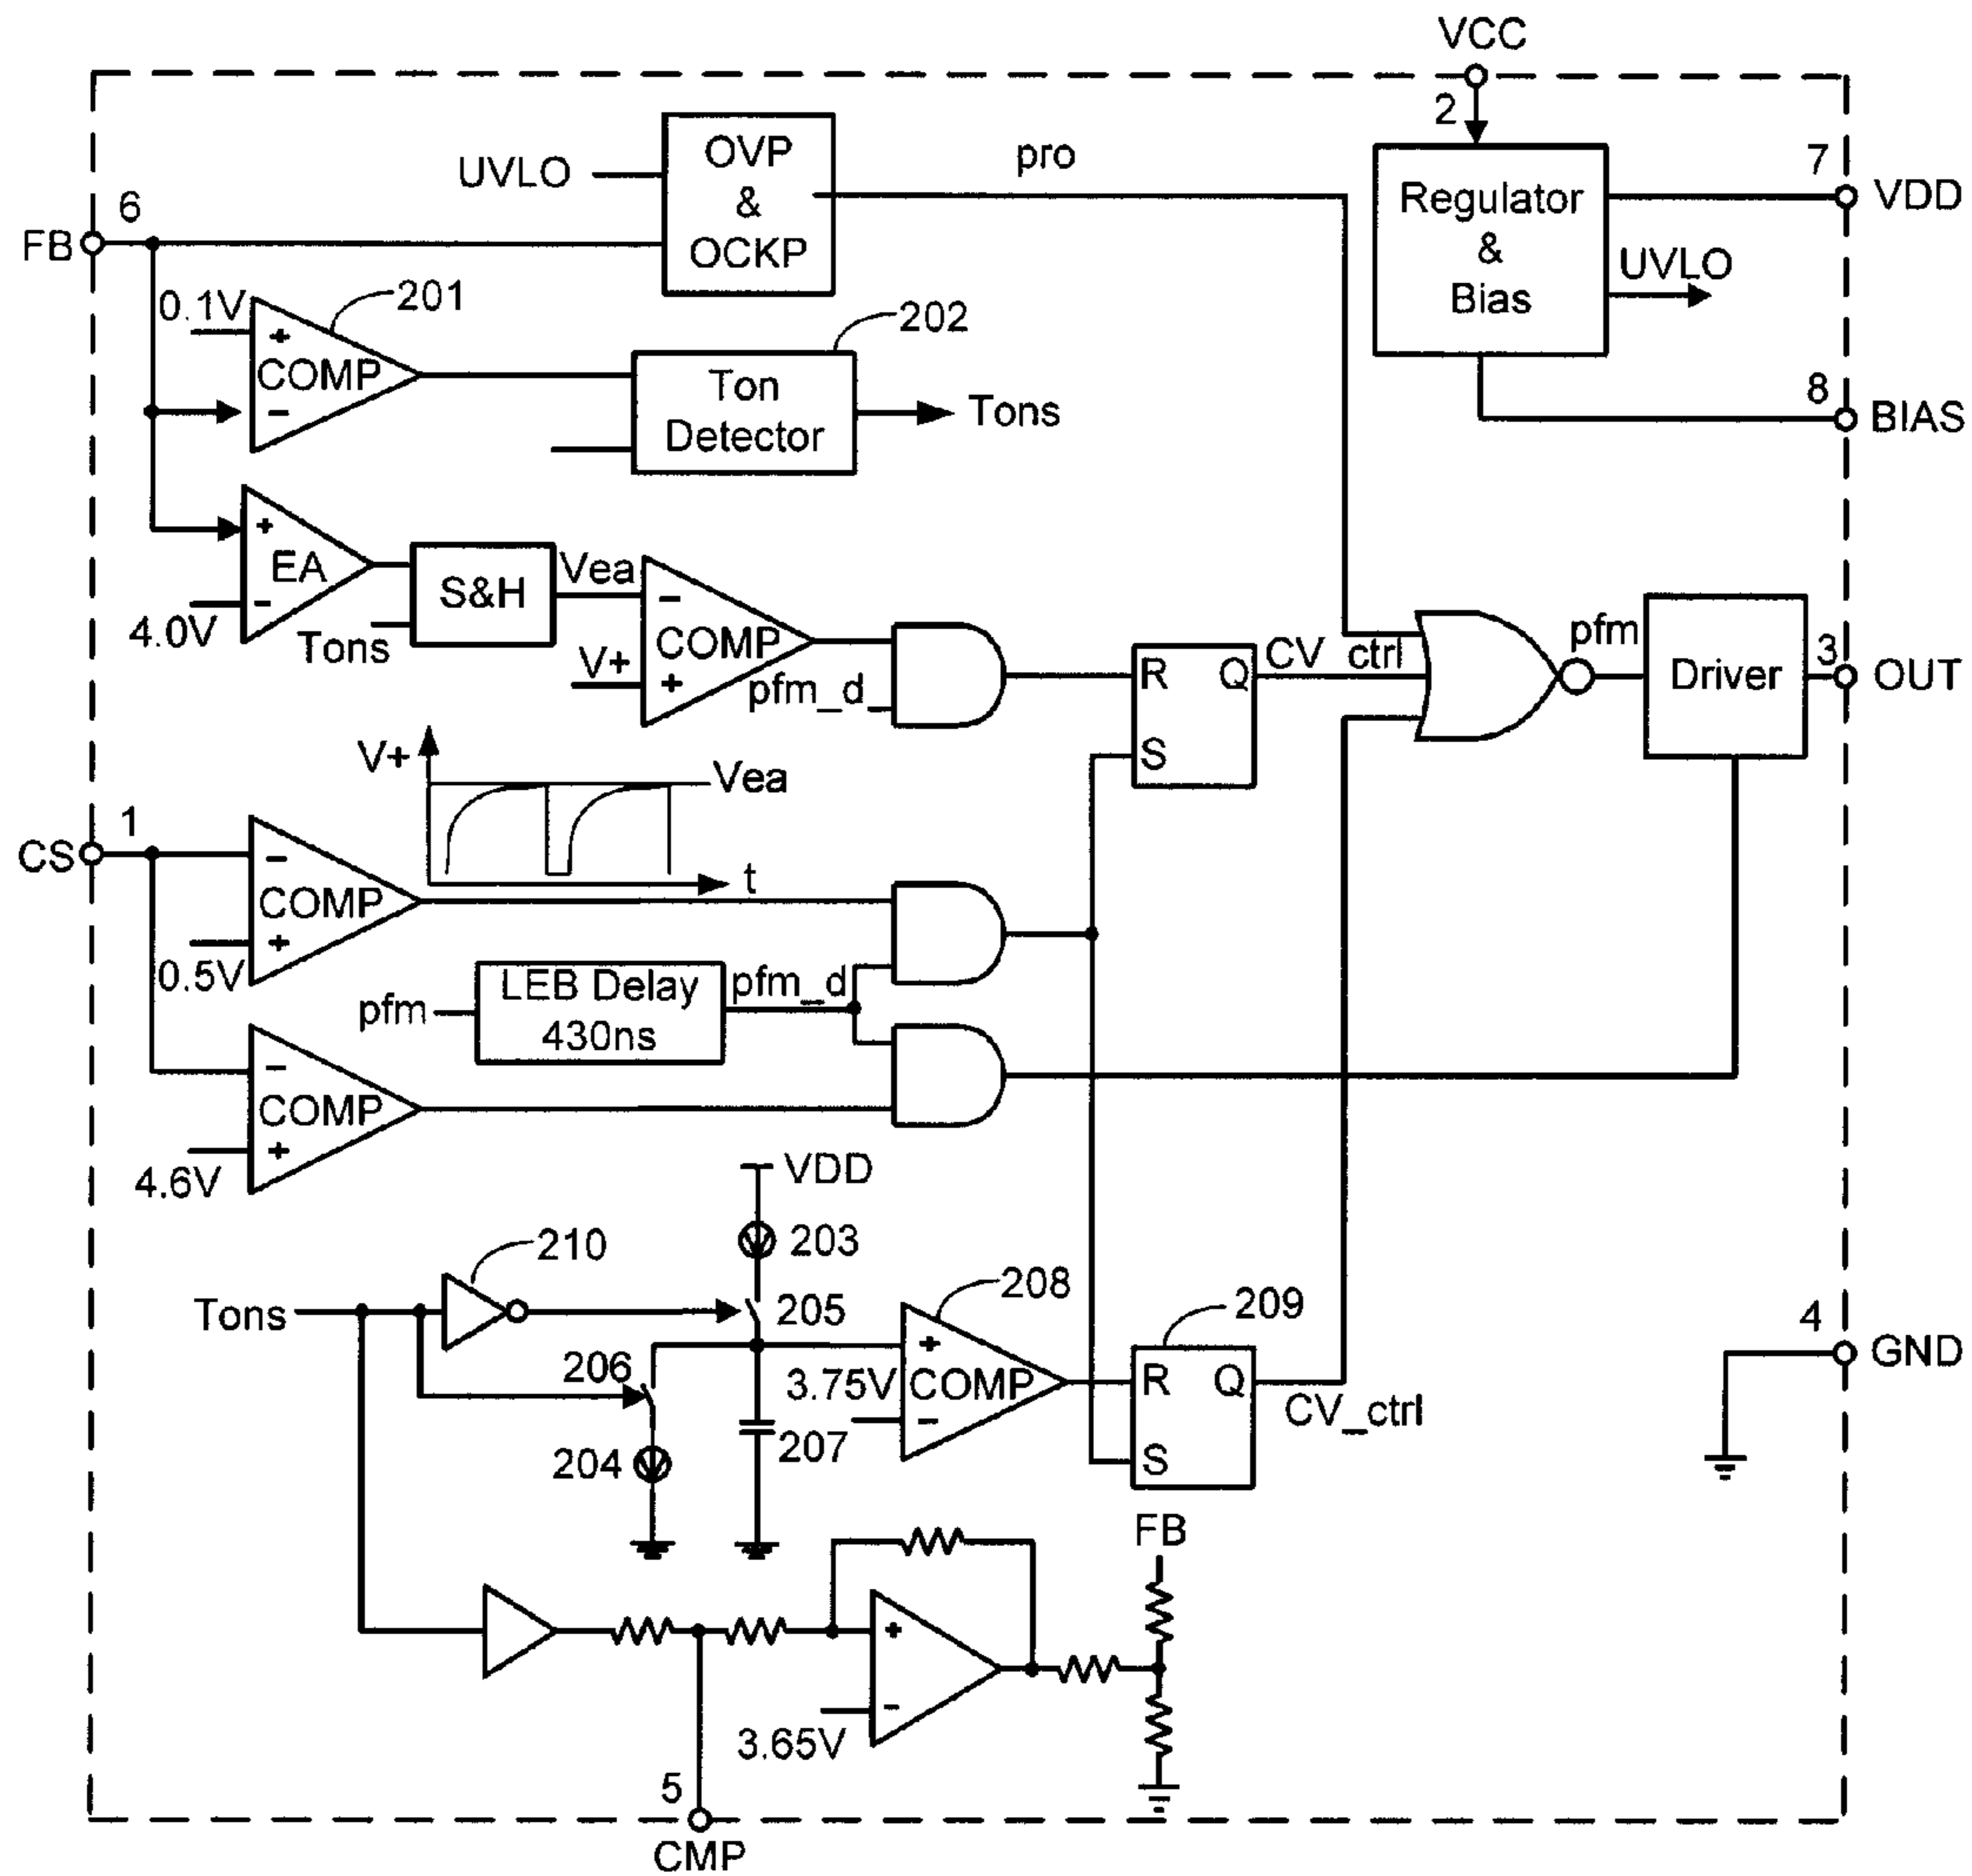 VCC
2
OVP
&
OCKP
UVLO
pro
Regulator
&
Bias
7
VDD
UVLO
8
BIAS
6
FB
0.1V
+
COMP
-
201
202
Ton
Detector
Tons
+
EA
-
4.0V
S&H
Tons
Vea
-
COMP
+
V+
pfm_d
R
Q
S
CV_ctrl
pfm
Driver
3
OUT
V+
Vea
t
1
CS
-
COMP
+
0.5V
LEB Delay
430ns
pfm
pfm_d
-
COMP
+
4.6V
VDD
203
210
Tons
205
206
204
207
208
+
COMP
-
3.75V
209
R
Q
S
CV_ctrl
4
GND
FB
+
-
3.65V
5
CMP